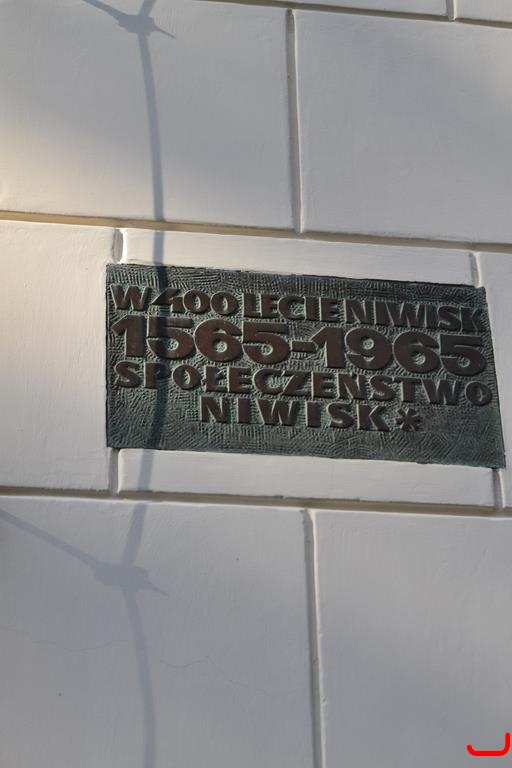 W 400 LECIE NIWISK
1565-1965
SPOŁECZEŃSTWO
NIWISK*